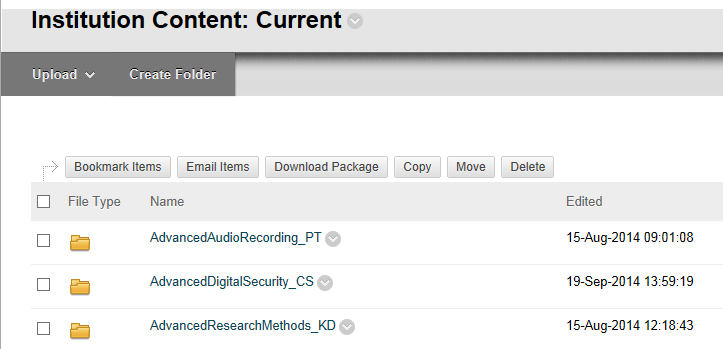 Institution Content: Current
Upload Create Folder
Bookmark Items Email Items Download Package Copy Move Delete
File Type Name Edited
AdvancedAudioRecording_PT 15-Aug-2014 09:01:08
AdvancedDigitalSecurity_CS 19-Sep-2014 13:59:19
AdvancedResearchMethods_KD 15-Aug-2014 12:18:43